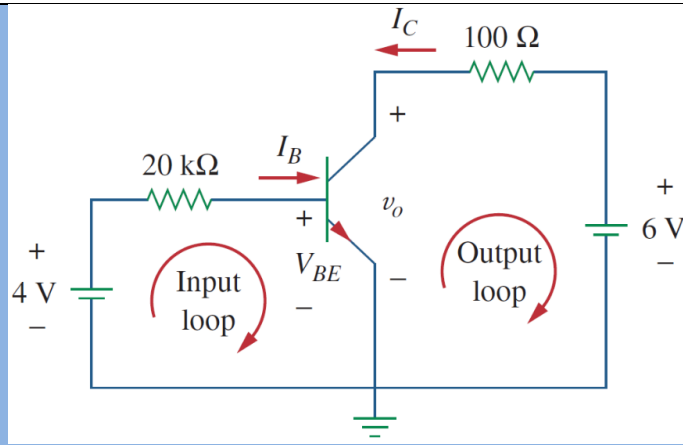 I_C
100 Ω
+
I_B
20 kΩ
+
v_o
+
6 V
−
+
4 V
−
Input
loop
V_BE
−
−
Output
loop